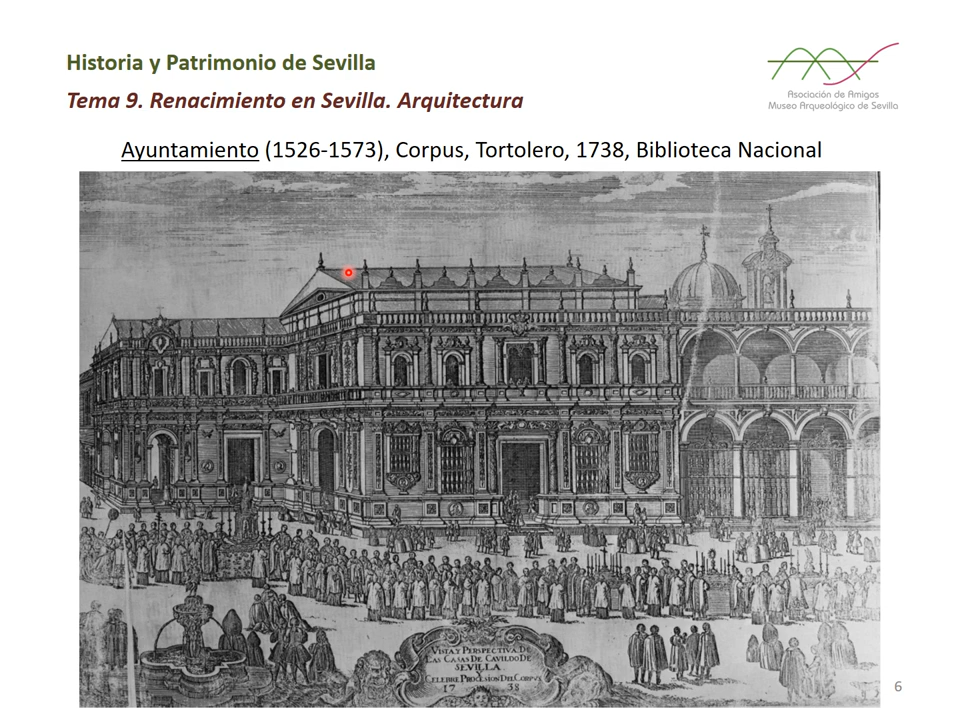 Historia y Patrimonio de Sevilla
Tema 9. Renacimiento en Sevilla. Arquitectura
Asociación de Amigos
Museo Arqueológico de Sevilla
Ayuntamiento (1526-1573), Corpus, Tortolero, 1738, Biblioteca Nacional
VISTA Y PERSPECTIVA DE
LAS CASAS DE CAVILDO DE
SEVILLA
CELEBRE PROCESION DEL CORPUS
17 38
6